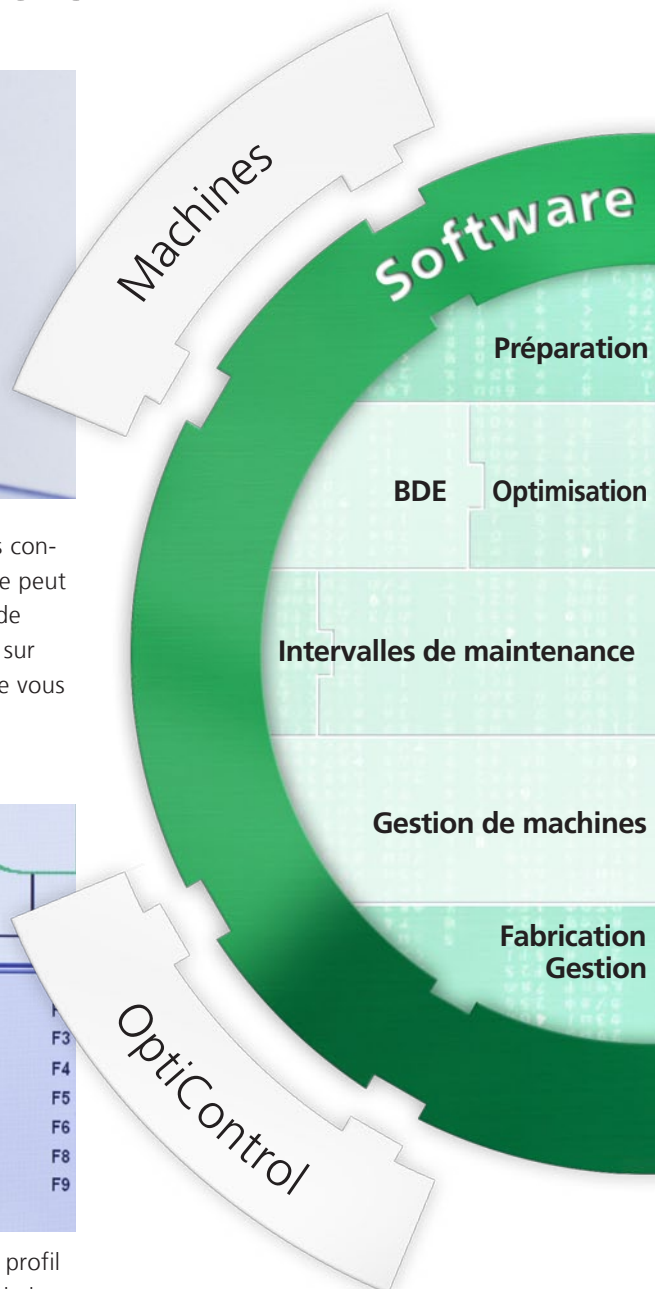 Machines
Software
Préparation
BDE
Optimisation
Intervalles de maintenance
Gestion de machines
Fabrication
Gestion
OptiControl
s con-
e peut
de
sur
e vous
F3
F4
F5
F6
F8
F9
profil